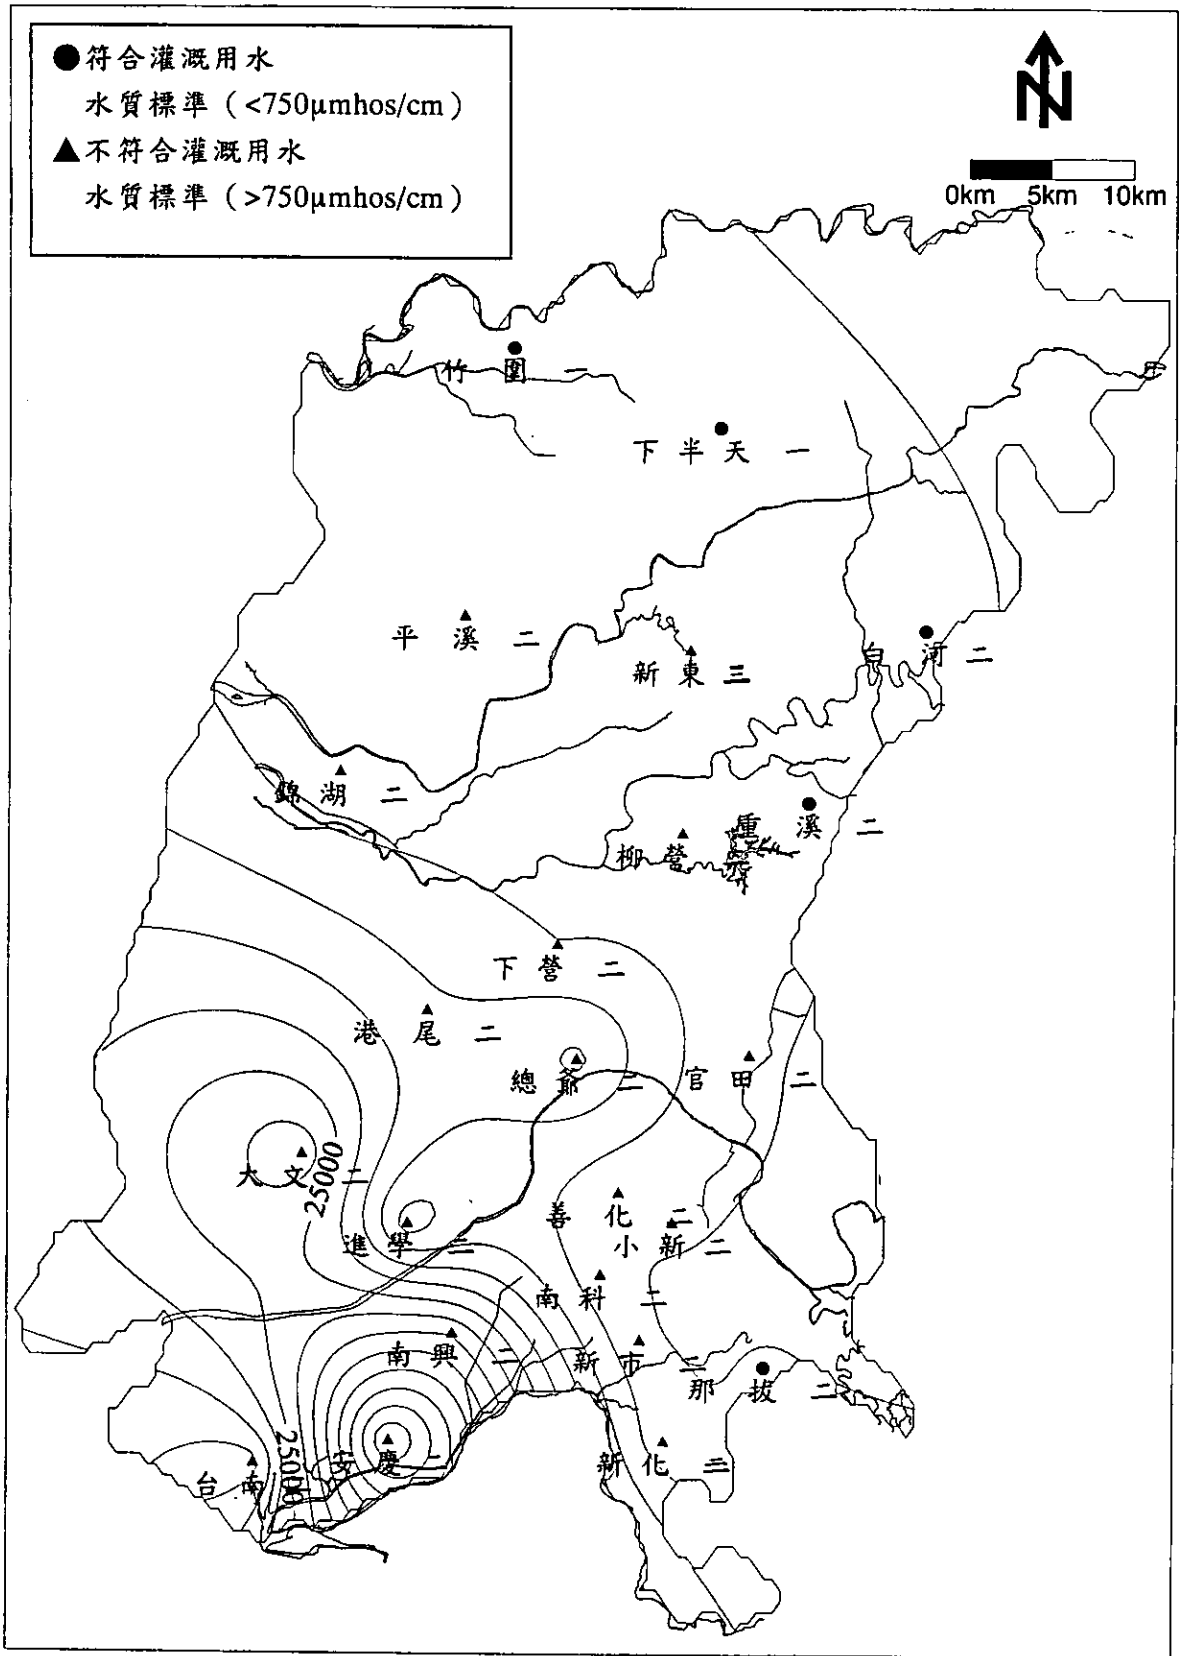 符合灌溉用水
水質標準（<750μmhos/cm）
不符合灌溉用水
水質標準（>750μmhos/cm）
N
0km 5km 10km
竹圍一
下半天一
平溪二
新東三
白河二
錦湖二
重溪二
柳營
下營二
港尾二
總爺二
官田二
大文二
25000
善化二
進學二
小新二
南科二
南興二
新市二
那拔二
安慶二
新化三
台南
25000